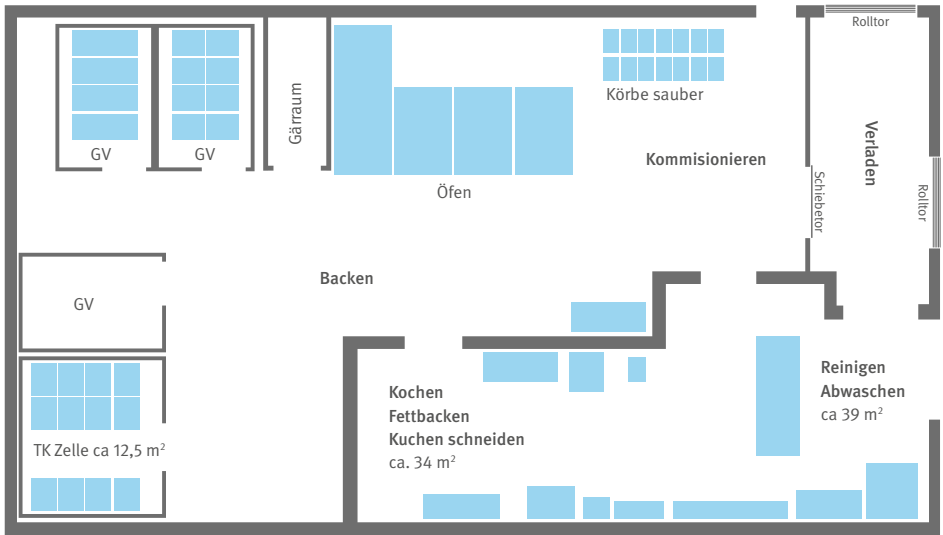 Rolltor
Körbe sauber
Gärraum
GV
GV
Öfen
Kommisionieren
Verladen
Schiebetor
Rolltor
Backen
GV
TK Zelle ca 12,5 m²
Kochen
Fettbacken
Kuchen schneiden
ca. 34 m²
Reinigen
Abwaschen
ca 39 m²